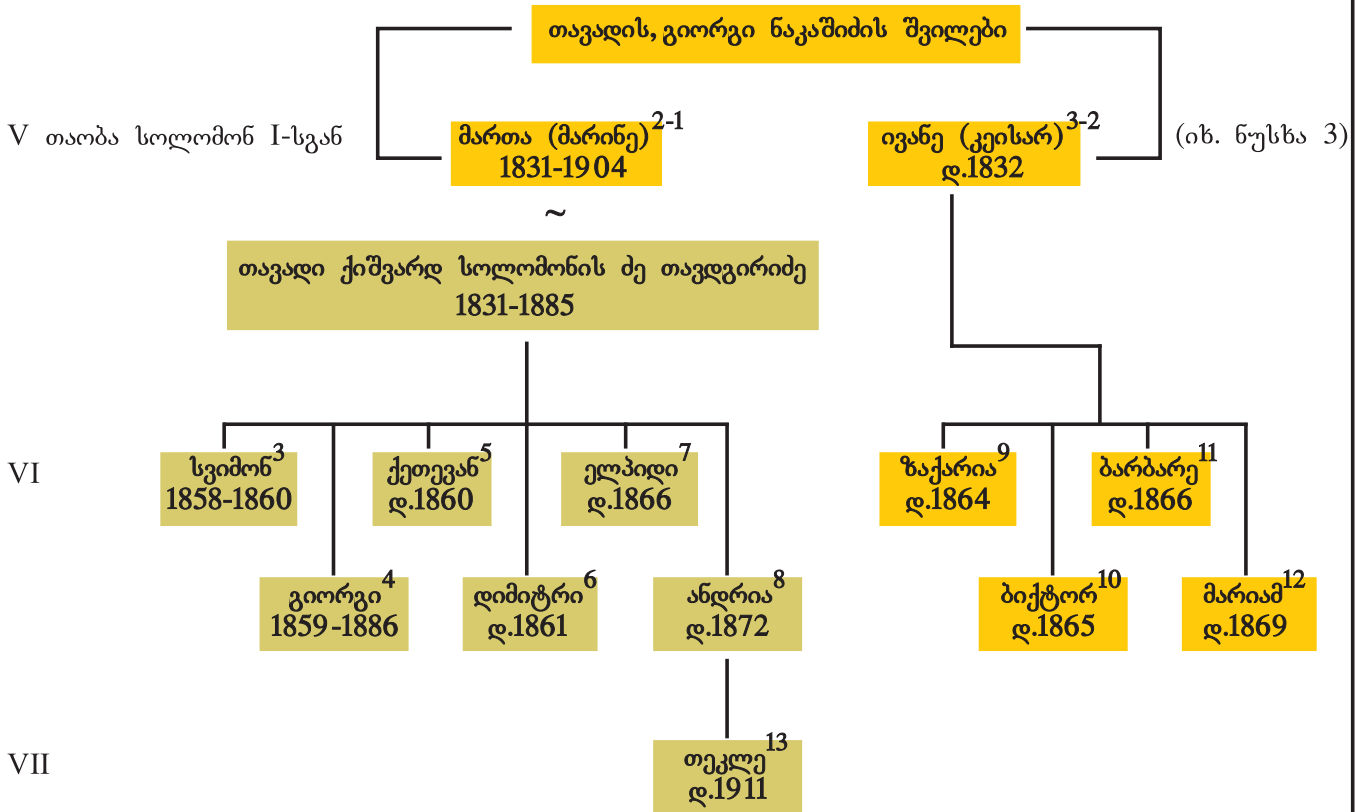 თავადის, გიორგი ნაკაშიძის შვილები
V თაობა სოლომონ I-სგან
მართა (მარინე)2-1
1831-1904
ივანე (კეისარ)3-2
დ.1832
(იხ. ნუსხა 3)
~
თავადი ქიშვარდ სოლომონის ძე თავდგირიძე
1831-1885
VI
სვიმონ3
1858-1860
ქეთევან5
დ.1860
ელპიდი7
დ.1866
ზაქარია9
დ.1864
ბარბარე11
დ.1866
გიორგი4
1859-1886
დიმიტრი6
დ.1861
ანდრია8
დ.1872
ბიქტორ10
დ.1865
მარიამ12
დ.1869
VII
თეკლე13
დ.1911